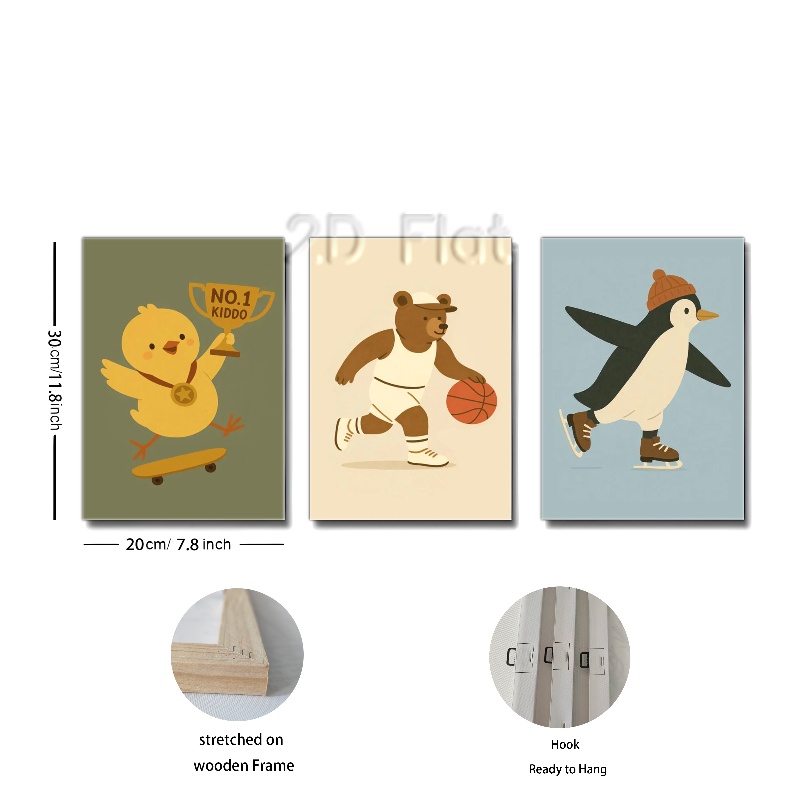 2D Flat
NO.1
KIDDO
30cm/11.8inch
20cm/ 7.8 inch
stretched on
wooden Frame
Hook
Ready to Hang